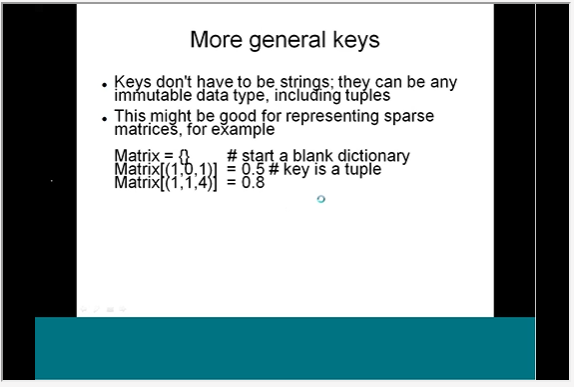 More general keys
• Keys don't have to be strings; they can be any
immutable data type, including tuples
• This might be good for representing sparse
matrices, for example
Matrix = {} # start a blank dictionary
Matrix[(1,0,1)] = 0.5 # key is a tuple
Matrix[(1,1,4)] = 0.8